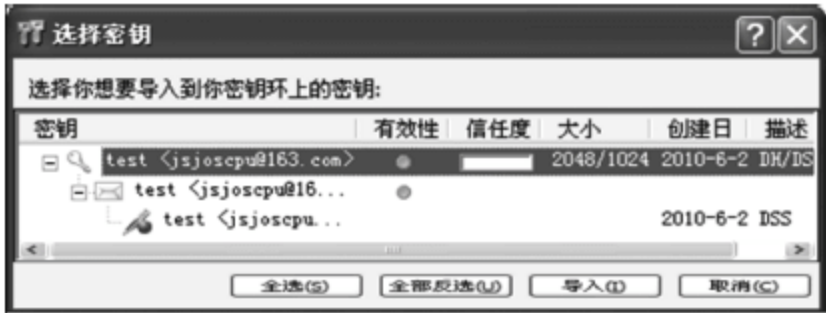 选择密钥
选择你想要导入到你密钥环上的密钥:
密钥 有效性 信任度 大小 创建日 描述
test <jsjoscpu@163.com> 2048/1024 2010-6-2 DH/DS
test <jsjoscpu@16...
test <jsjoscpu... 2010-6-2 DSS
全选(S) 全部反选(U) 导入(I) 取消(C)